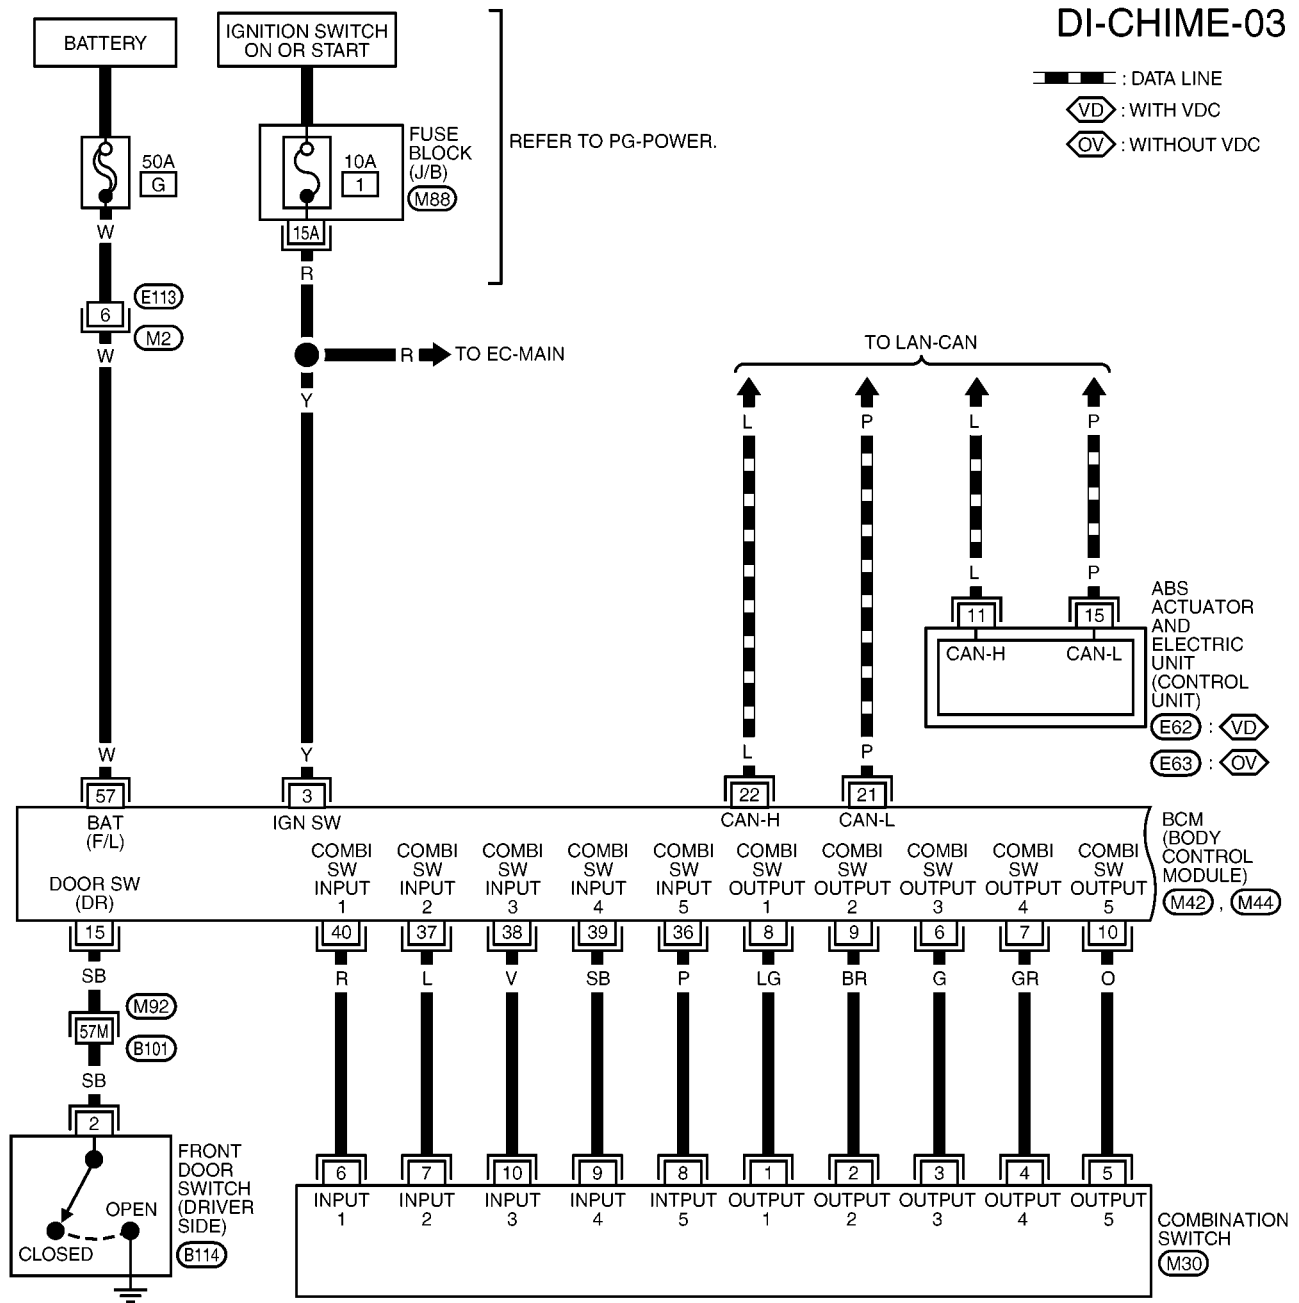 DI-CHIME-03
BATTERY
IGNITION SWITCH
ON OR START
: DATA LINE
VD : WITH VDC
OV : WITHOUT VDC
REFER TO PG-POWER.
50A
G
10A
1
FUSE
BLOCK
(J/B)
M88
W
15A
R
6
E113
M2
W
R TO EC-MAIN
Y
TO LAN-CAN
L P L P
L P
11 15
CAN-H CAN-L
ABS
ACTUATOR
AND
ELECTRIC
UNIT
(CONTROL
UNIT)
E62 : VD
E63 : OV
W Y L P
57 3 22 21
BAT
(F/L)
IGN SW
CAN-H
CAN-L
BCM
(BODY
CONTROL
MODULE)
M42 , M44
DOOR SW
(DR)
COMBI COMBI COMBI COMBI COMBI COMBI COMBI COMBI COMBI COMBI
SW SW SW SW SW SW SW SW SW SW
INPUT INPUT INPUT INPUT INPUT OUTPUT OUTPUT OUTPUT OUTPUT OUTPUT
1 2 3 4 5 1 2 3 4 5
15 40 37 38 39 36 8 9 6 7 10
SB R L V SB P LG BR G GR O
M92
57M
B101
SB
2
FRONT
DOOR
SWITCH
(DRIVER
SIDE)
B114
OPEN
CLOSED
6 7 10 9 8 1 2 3 4 5
INPUT INPUT INPUT INPUT INTPUT OUTPUT OUTPUT OUTPUT OUTPUT OUTPUT
1 2 3 4 5 1 2 3 4 5
COMBINATION
SWITCH
M30